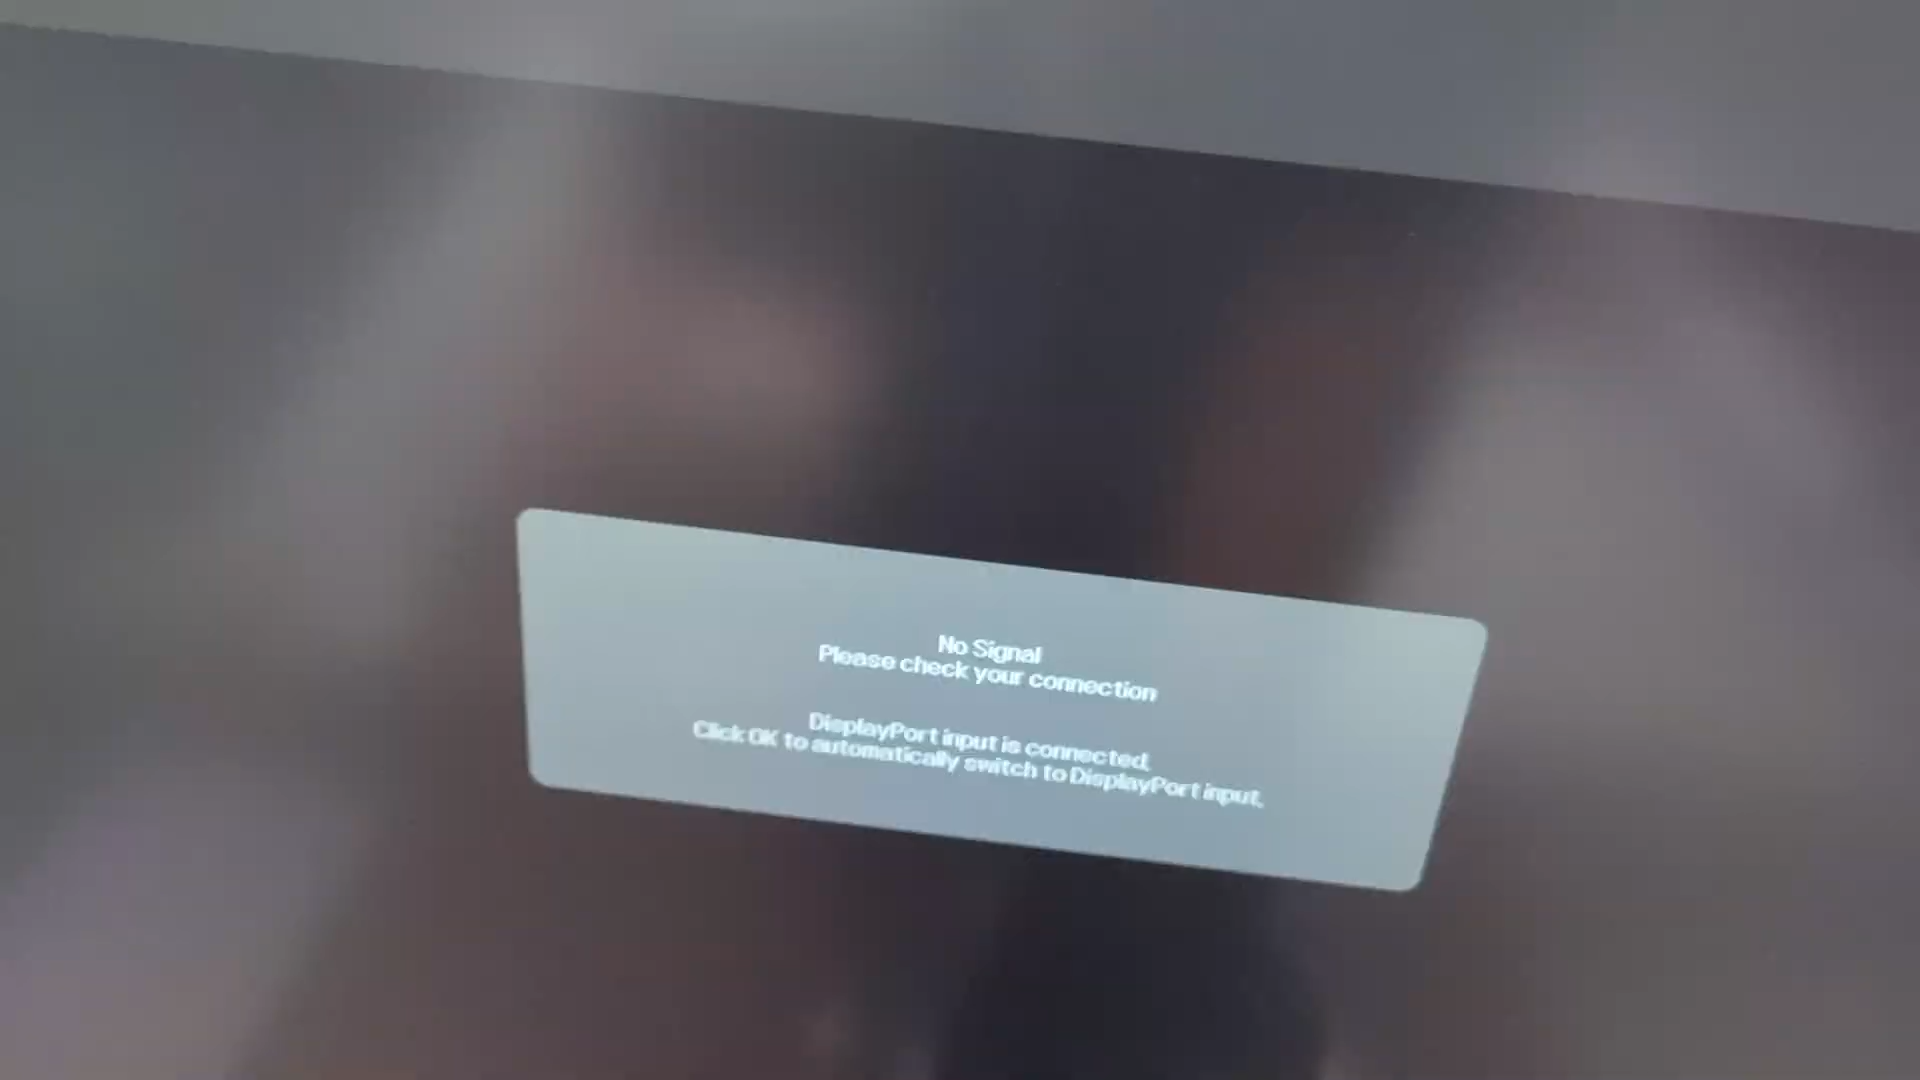 No Signal
Please check your connection
DisplayPort input is connected.
Click OK to automatically switch to DisplayPort input.